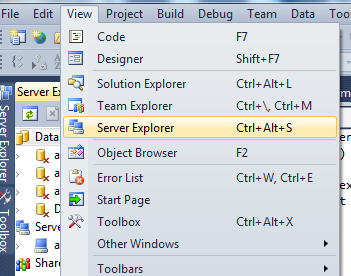 File Edit View Project Build Debug Team Data
Code F7
Designer Shift+F7
Solution Explorer Ctrl+Alt+L
Team Explorer Ctrl+\, Ctrl+M
Server Explorer Ctrl+Alt+S
Object Browser F2
Error List Ctrl+W, Ctrl+E
Start Page
Toolbox Ctrl+Alt+X
Other Windows
Toolbars
Server Ex
Data
a
a
a
D
Serve
a
Share
Server Explorer
Toolbox